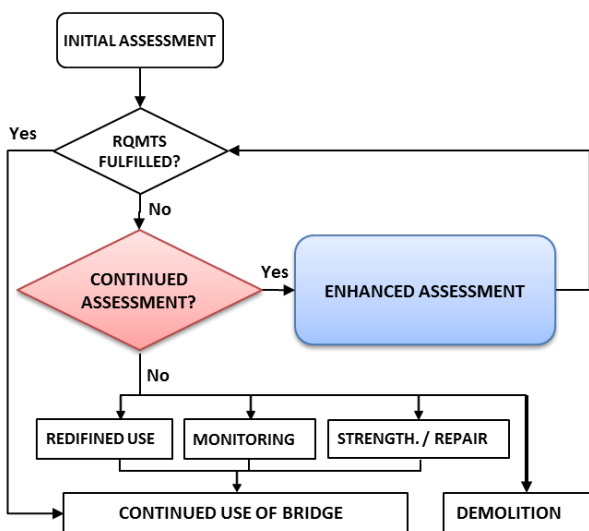 INITIAL ASSESSMENT
Yes
RQMTS
FULFILLED?
No
CONTINUED
ASSESSMENT?
Yes
ENHANCED ASSESSMENT
No
REDIFINED USE
MONITORING
STRENGTH. / REPAIR
CONTINUED USE OF BRIDGE
DEMOLITION